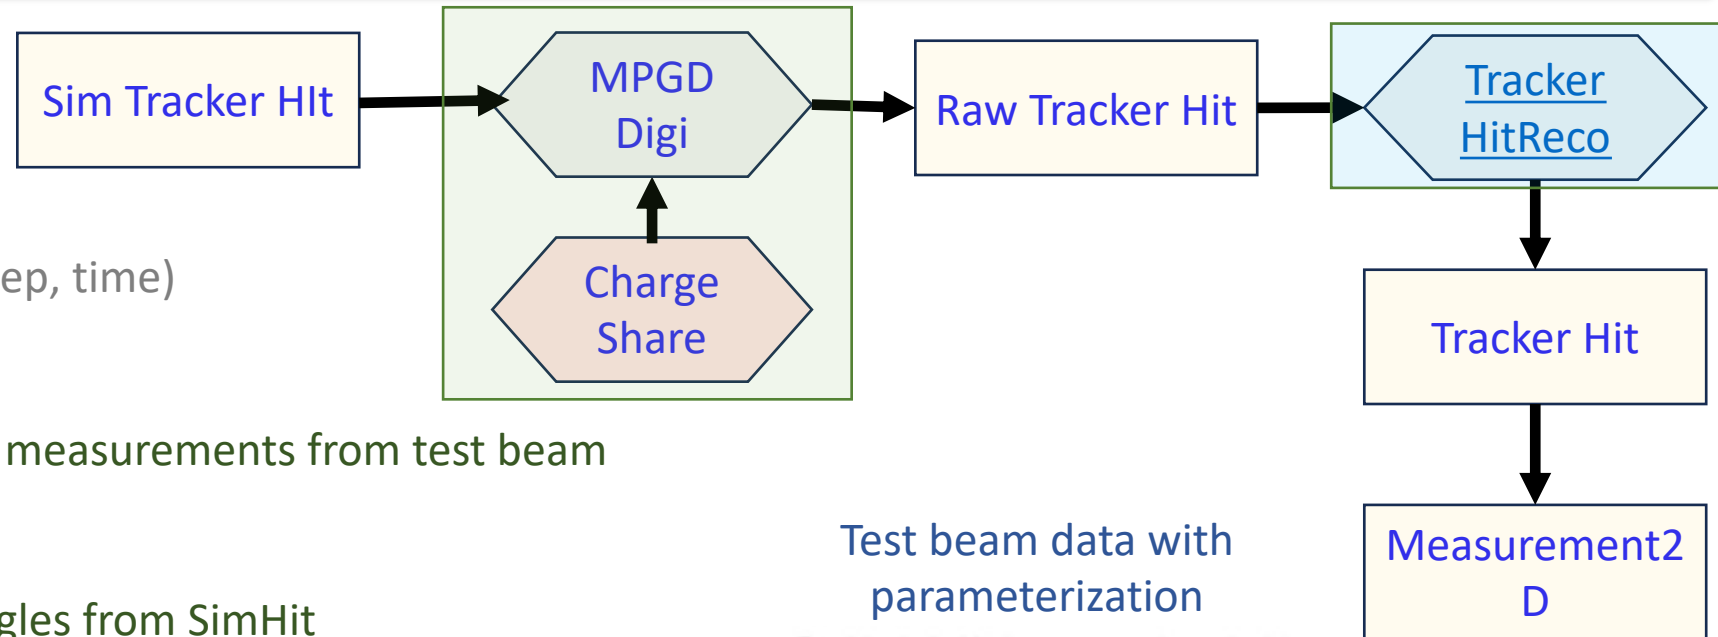 Sim Tracker HIt
MPGD
Digi
Raw Tracker Hit
Tracker
HitReco
Charge
Share
ep, time)
Tracker Hit
measurements from test beam
Test beam data with
parameterization
Measurement2
D
gles from SimHit